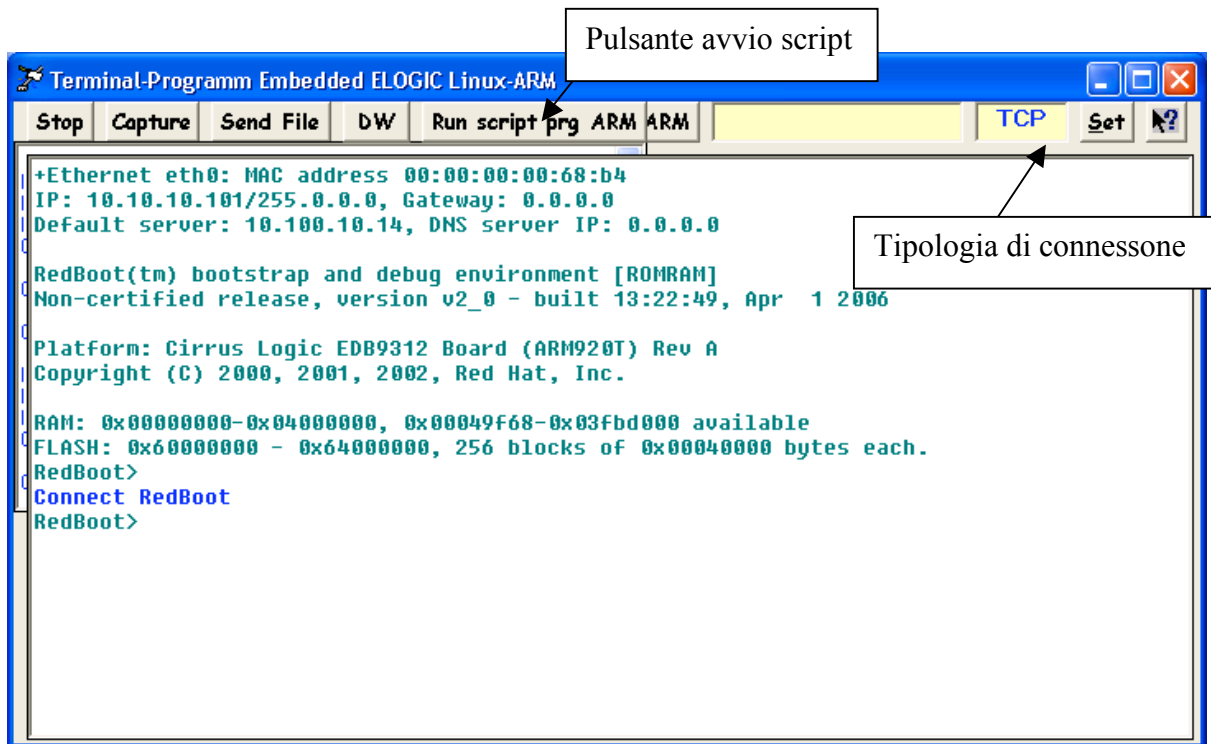 Pulsante avvio script
Terminal-Programm Embedded ELOGIC Linux-ARM
Stop Capture Send File DW Run script prg ARM ARM TCP Set
+Ethernet eth0: MAC address 00:00:00:00:68:b4
IP: 10.10.10.101/255.0.0.0, Gateway: 0.0.0.0
Default server: 10.100.10.14, DNS server IP: 0.0.0.0
Tipologia di connessone
RedBoot(tm) bootstrap and debug environment [ROMRAM]
Non-certified release, version v2_0 - built 13:22:49, Apr  1 2006
Platform: Cirrus Logic EDB9312 Board (ARM920T) Rev A
Copyright (C) 2000, 2001, 2002, Red Hat, Inc.
RAM: 0x00000000-0x04000000, 0x00049f68-0x03fbd000 available
FLASH: 0x60000000 - 0x64000000, 256 blocks of 0x00040000 bytes each.
RedBoot>
Connect RedBoot
RedBoot>